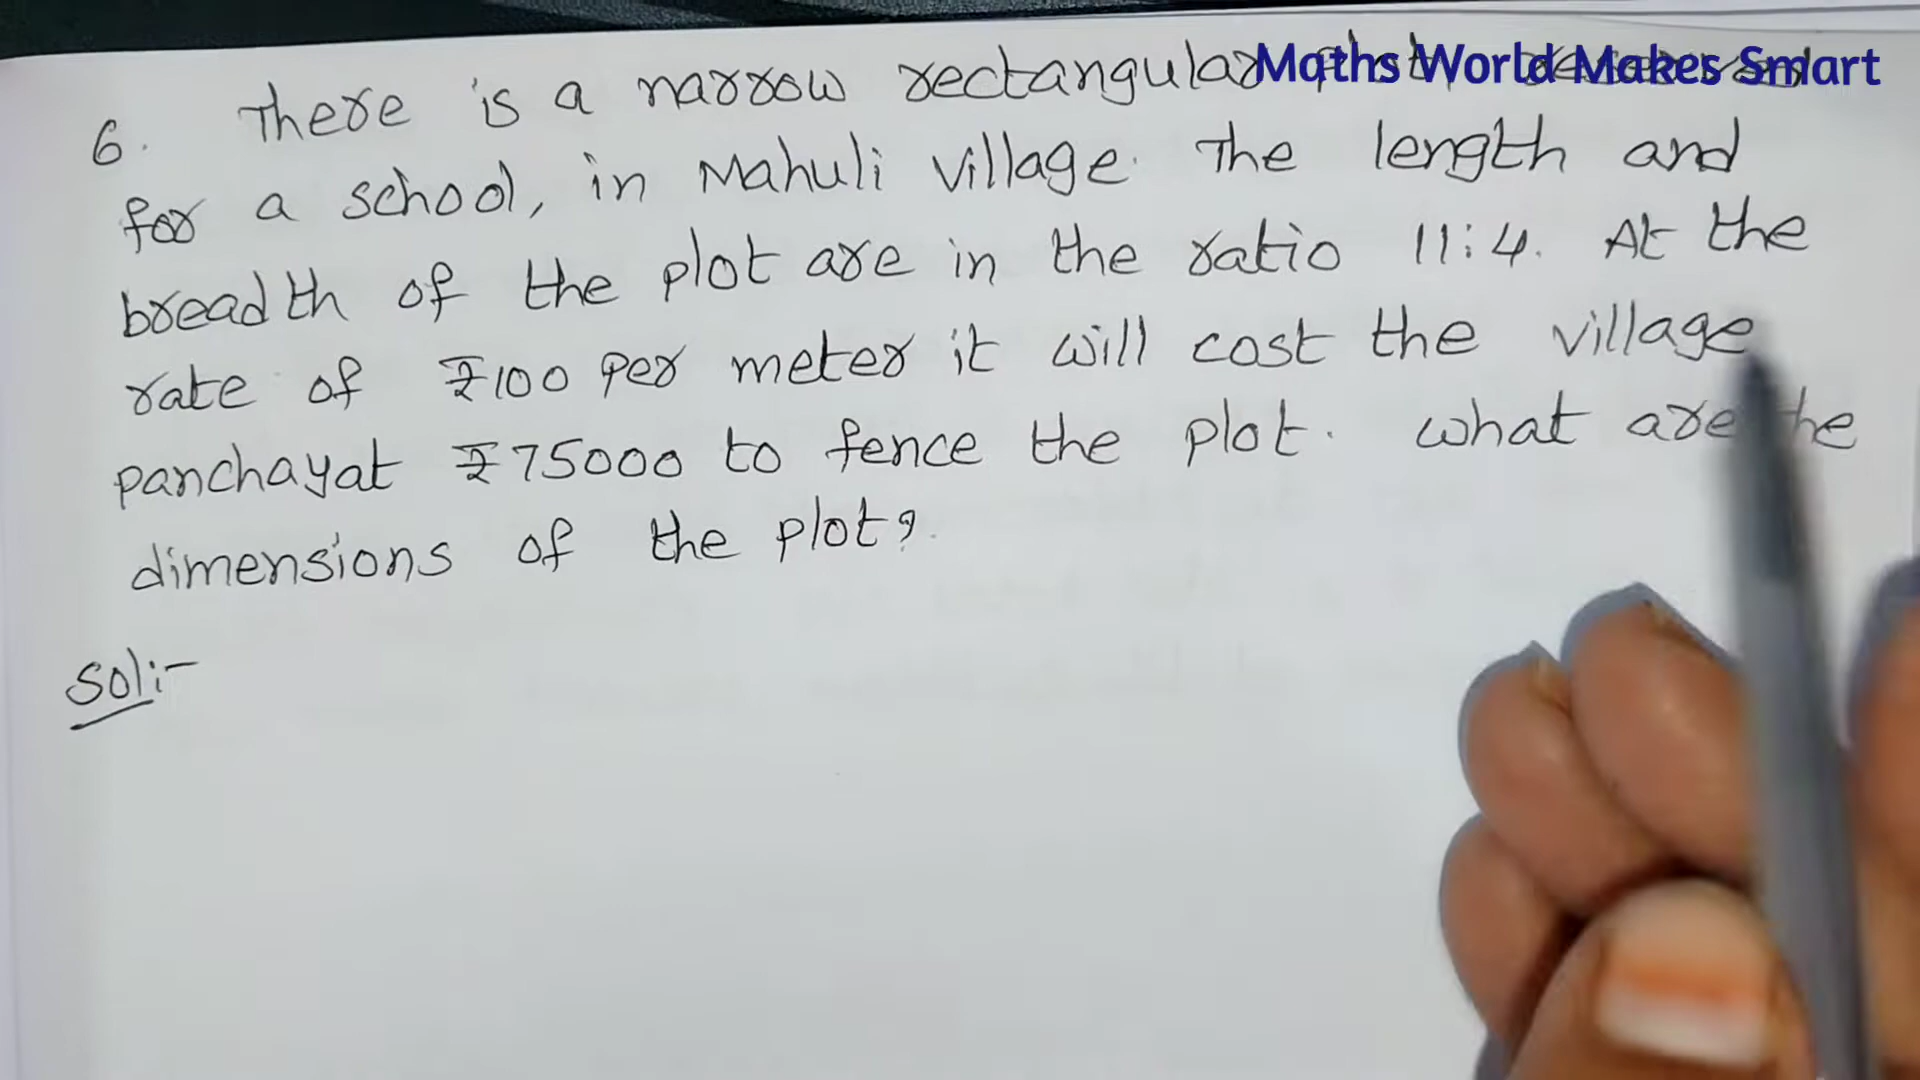 Maths World Makes Smart
6. There is a narrow rectangular
for a school, in Mahuli village. The length and
breadth of the plot are in the ratio 11:4. At the
rate of ₹100 per meter it will cost the village
panchayat ₹75000 to fence the plot. what are the
dimensions of the plot?
Sol:-